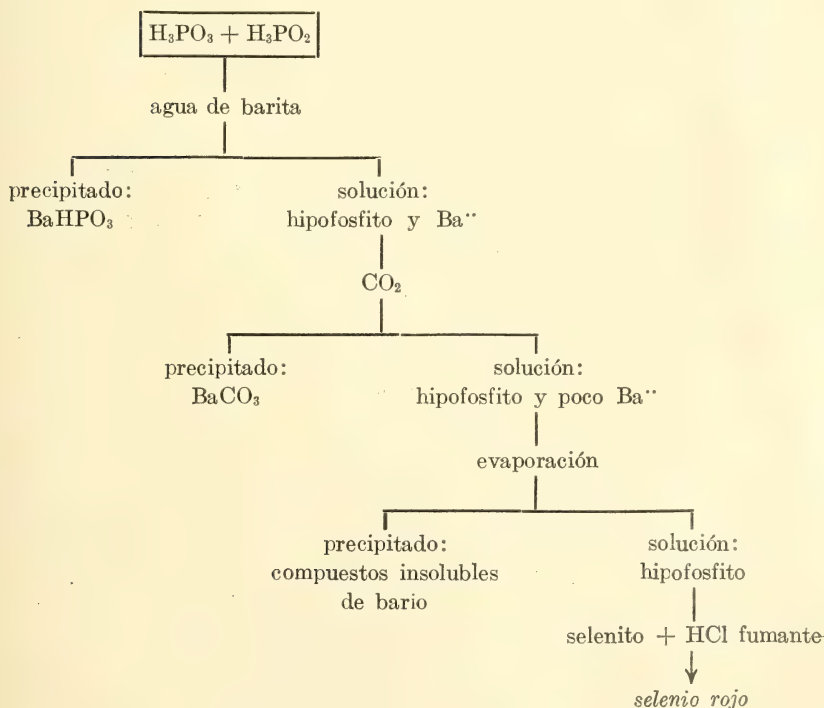 H₃PO₃ + H₃PO₂
agua de barita
precipitado:
BaHPO₃
solución:
hipofosfito y Ba··
CO₂
precipitado:
BaCO₃
solución:
hipofosfito y poco Ba··
evaporación
precipitado:
compuestos insolubles
de bario
solución:
hipofosfito
selenito + HCl fumante
selenio rojo